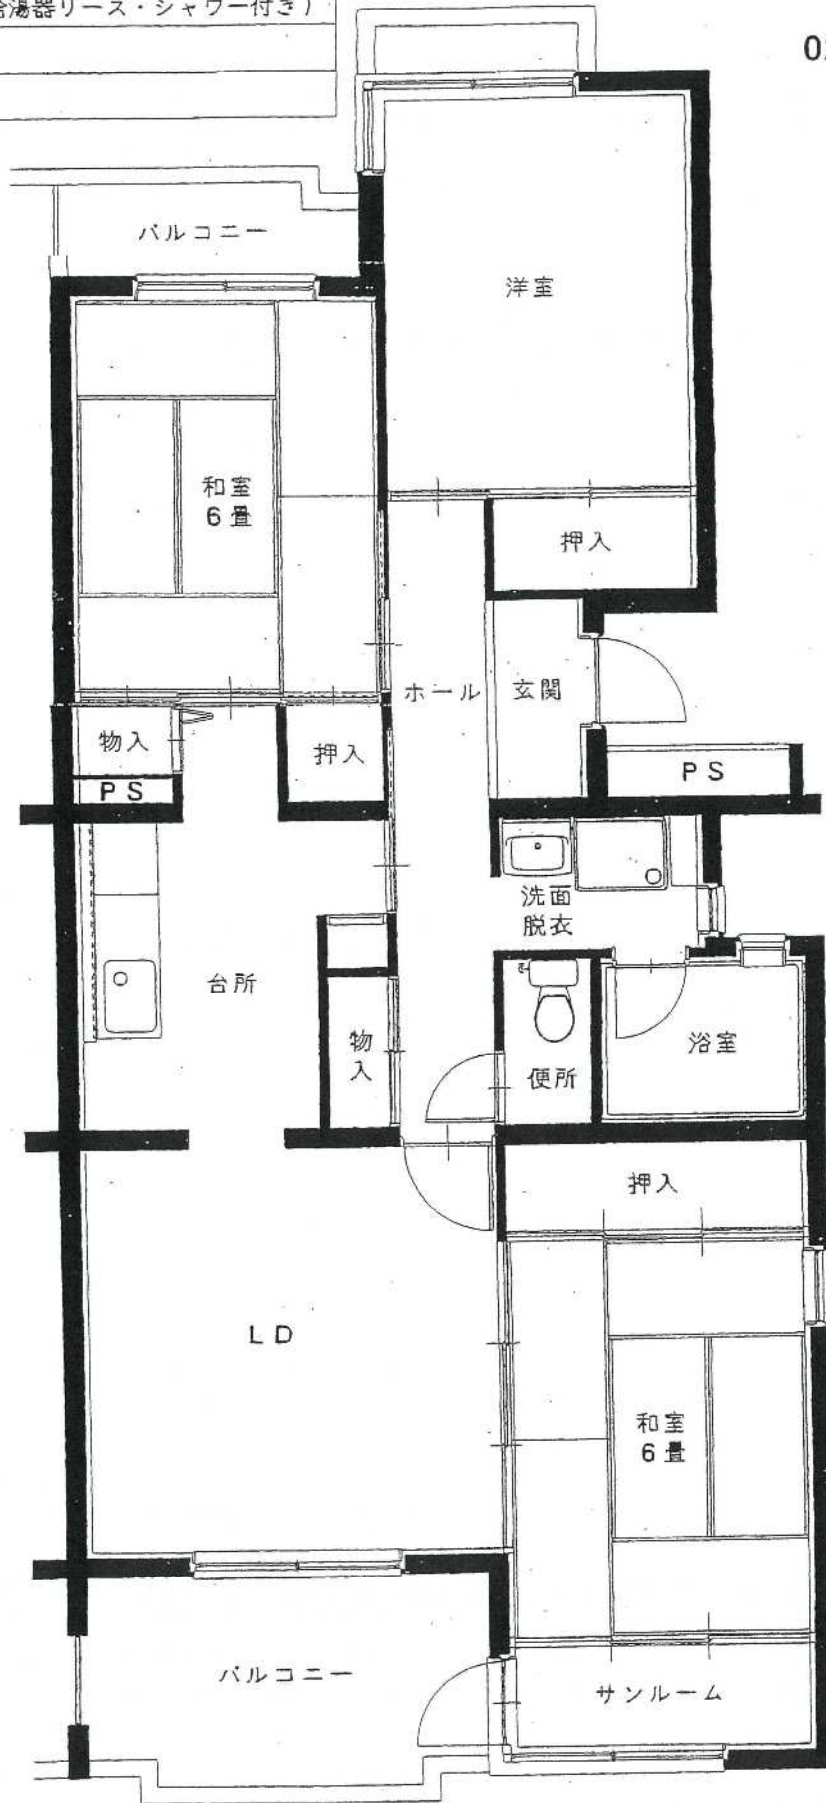 給湯器リース・シャワー付き）
バルコニー
洋室
和室
6畳
押入
ホール
玄関
物入
押入
PS
PS
洗面
脱衣
台所
物
入
便所
浴室
押入
LD
和室
6畳
バルコニー
サンルーム